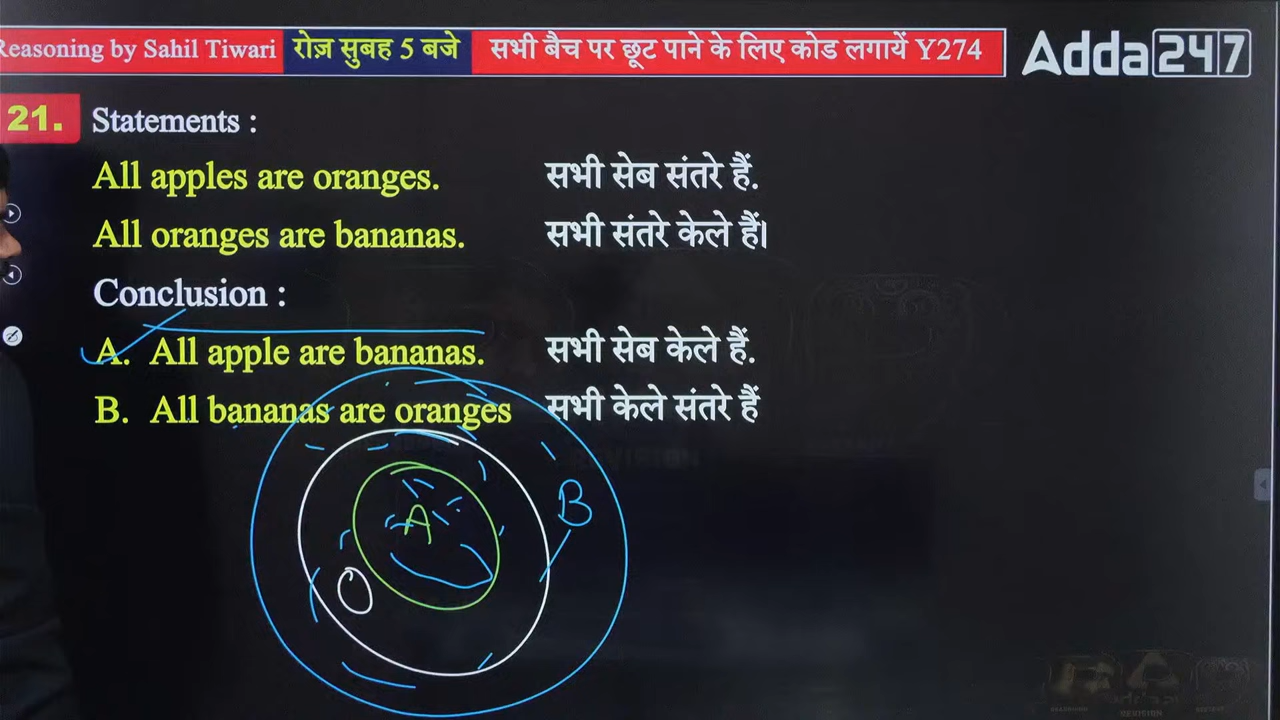 Reasoning by Sahil Tiwari रोज़ सुबह 5 बजे सभी बैच पर छूट पाने के लिए कोड लगायें Y274 Adda247
21. Statements :
All apples are oranges. सभी सेब संतरे हैं.
All oranges are bananas. सभी संतरे केले हैं।
Conclusion :
A. All apple are bananas. सभी सेब केले हैं.
B. All bananas are oranges सभी केले संतरे हैं
B
A
O